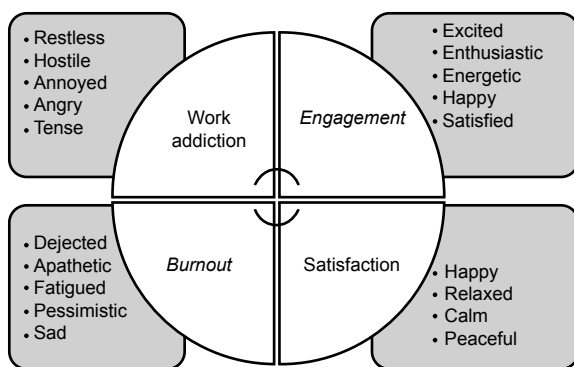 • Restless
• Hostile
• Annoyed
• Angry
• Tense
Work
addiction
Engagement
• Excited
• Enthusiastic
• Energetic
• Happy
• Satisfied
• Dejected
• Apathetic
• Fatigued
• Pessimistic
• Sad
Burnout
Satisfaction
• Happy
• Relaxed
• Calm
• Peaceful